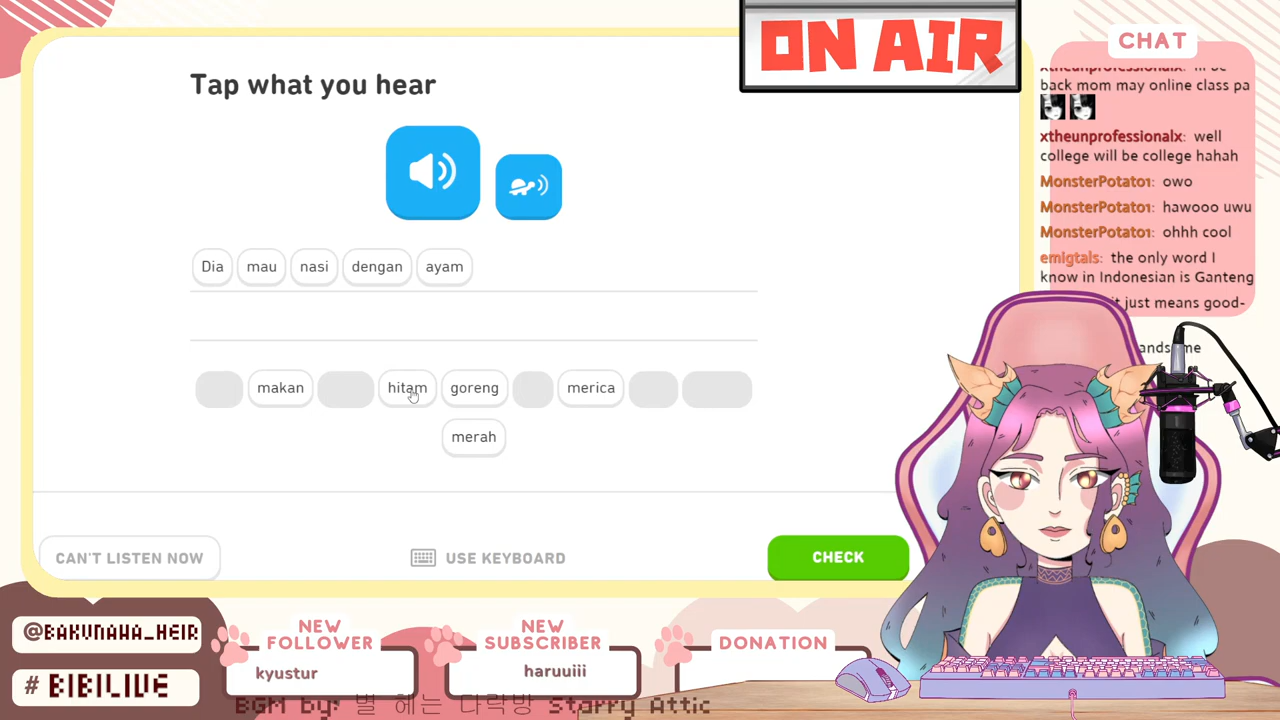 ON AIR
CHAT
Tap what you hear
back mom may online class pa
xtheunprofessionalx: well
college will be college hahah
MonsterPotato1: owo
MonsterPotato1: hawooo uwu
MonsterPotato1: ohhh cool
emigtals: the only word I
know in Indonesian is Ganteng
it just means good-
Dia mau nasi dengan ayam
makan hitam goreng merica
merah
CAN'T LISTEN NOW
USE KEYBOARD
CHECK
@BAKUNAWA_HEIR
# BIBILIVE
NEW
FOLLOWER
kyustur
NEW
SUBSCRIBER
haruuiii
DONATION
BGM by: 별 헤는 다락방 Starry Attic